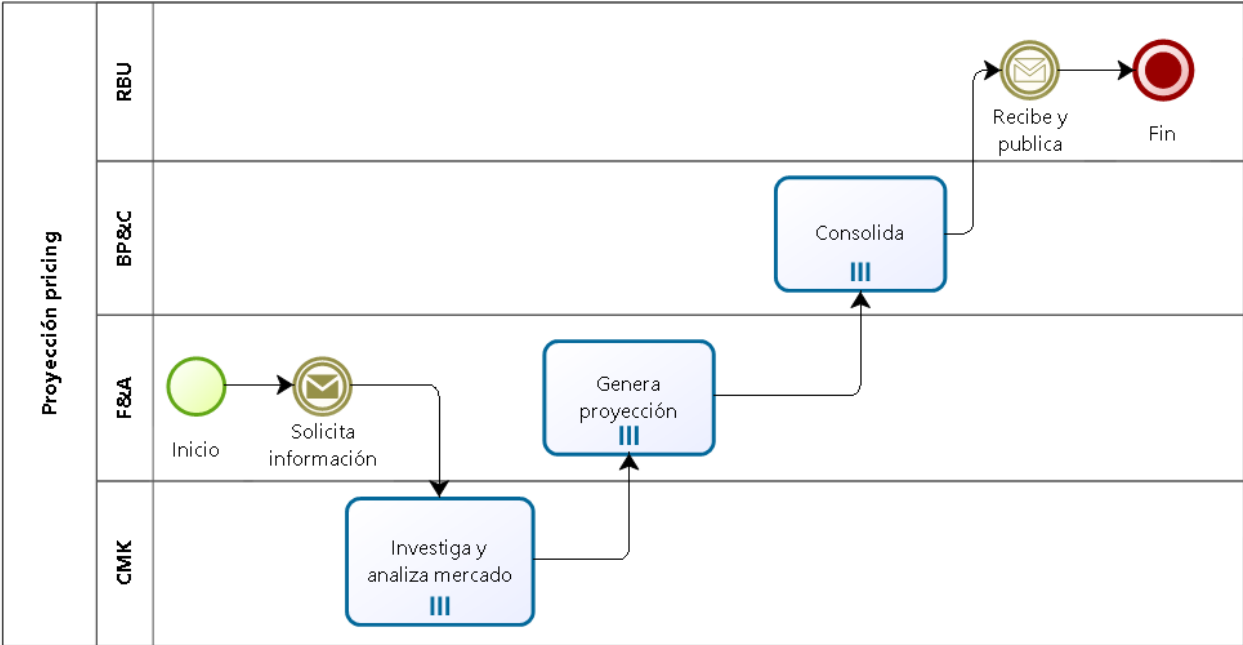 Proyección pricing
RBU
Recibe y
publica
Fin
BP&C
Consolida
F&A
Inicio
Solicita
información
Genera
proyección
CMK
Investiga y
analiza mercado